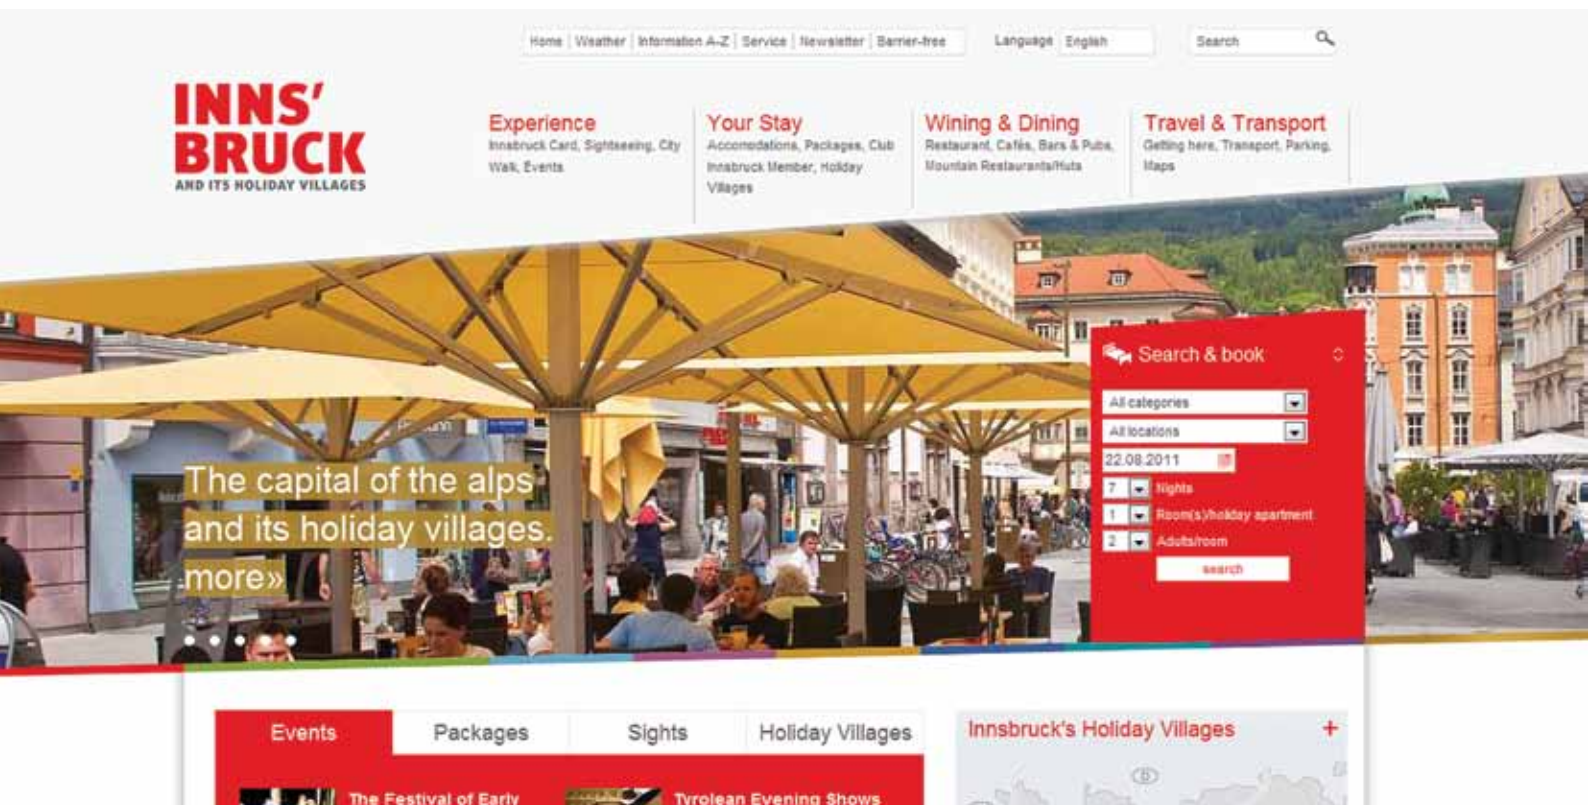 Home | Weather | Information A-Z | Service | Newsletter | Barrier-free
Language English
Search
INNS'
BRUCK
AND ITS HOLIDAY VILLAGES
Experience
Innsbruck Card, Sightseeing, City
Walk, Events
Your Stay
Accomodations, Packages, Club
Innsbruck Member, Holiday
Villages
Wining & Dining
Restaurant, Cafés, Bars & Pubs,
Mountain Restaurants/Huts
Travel & Transport
Getting here, Transport, Parking,
Maps
The capital of the alps
and its holiday villages.
more»
Search & book
All categories
All locations
22.08.2011
7 Nights
1 Room(s)/holiday apartment
2 Adults/room
search
Events
Packages
Sights
Holiday Villages
Innsbruck's Holiday Villages +
The Festival of Early
Tyrolean Evening Shows